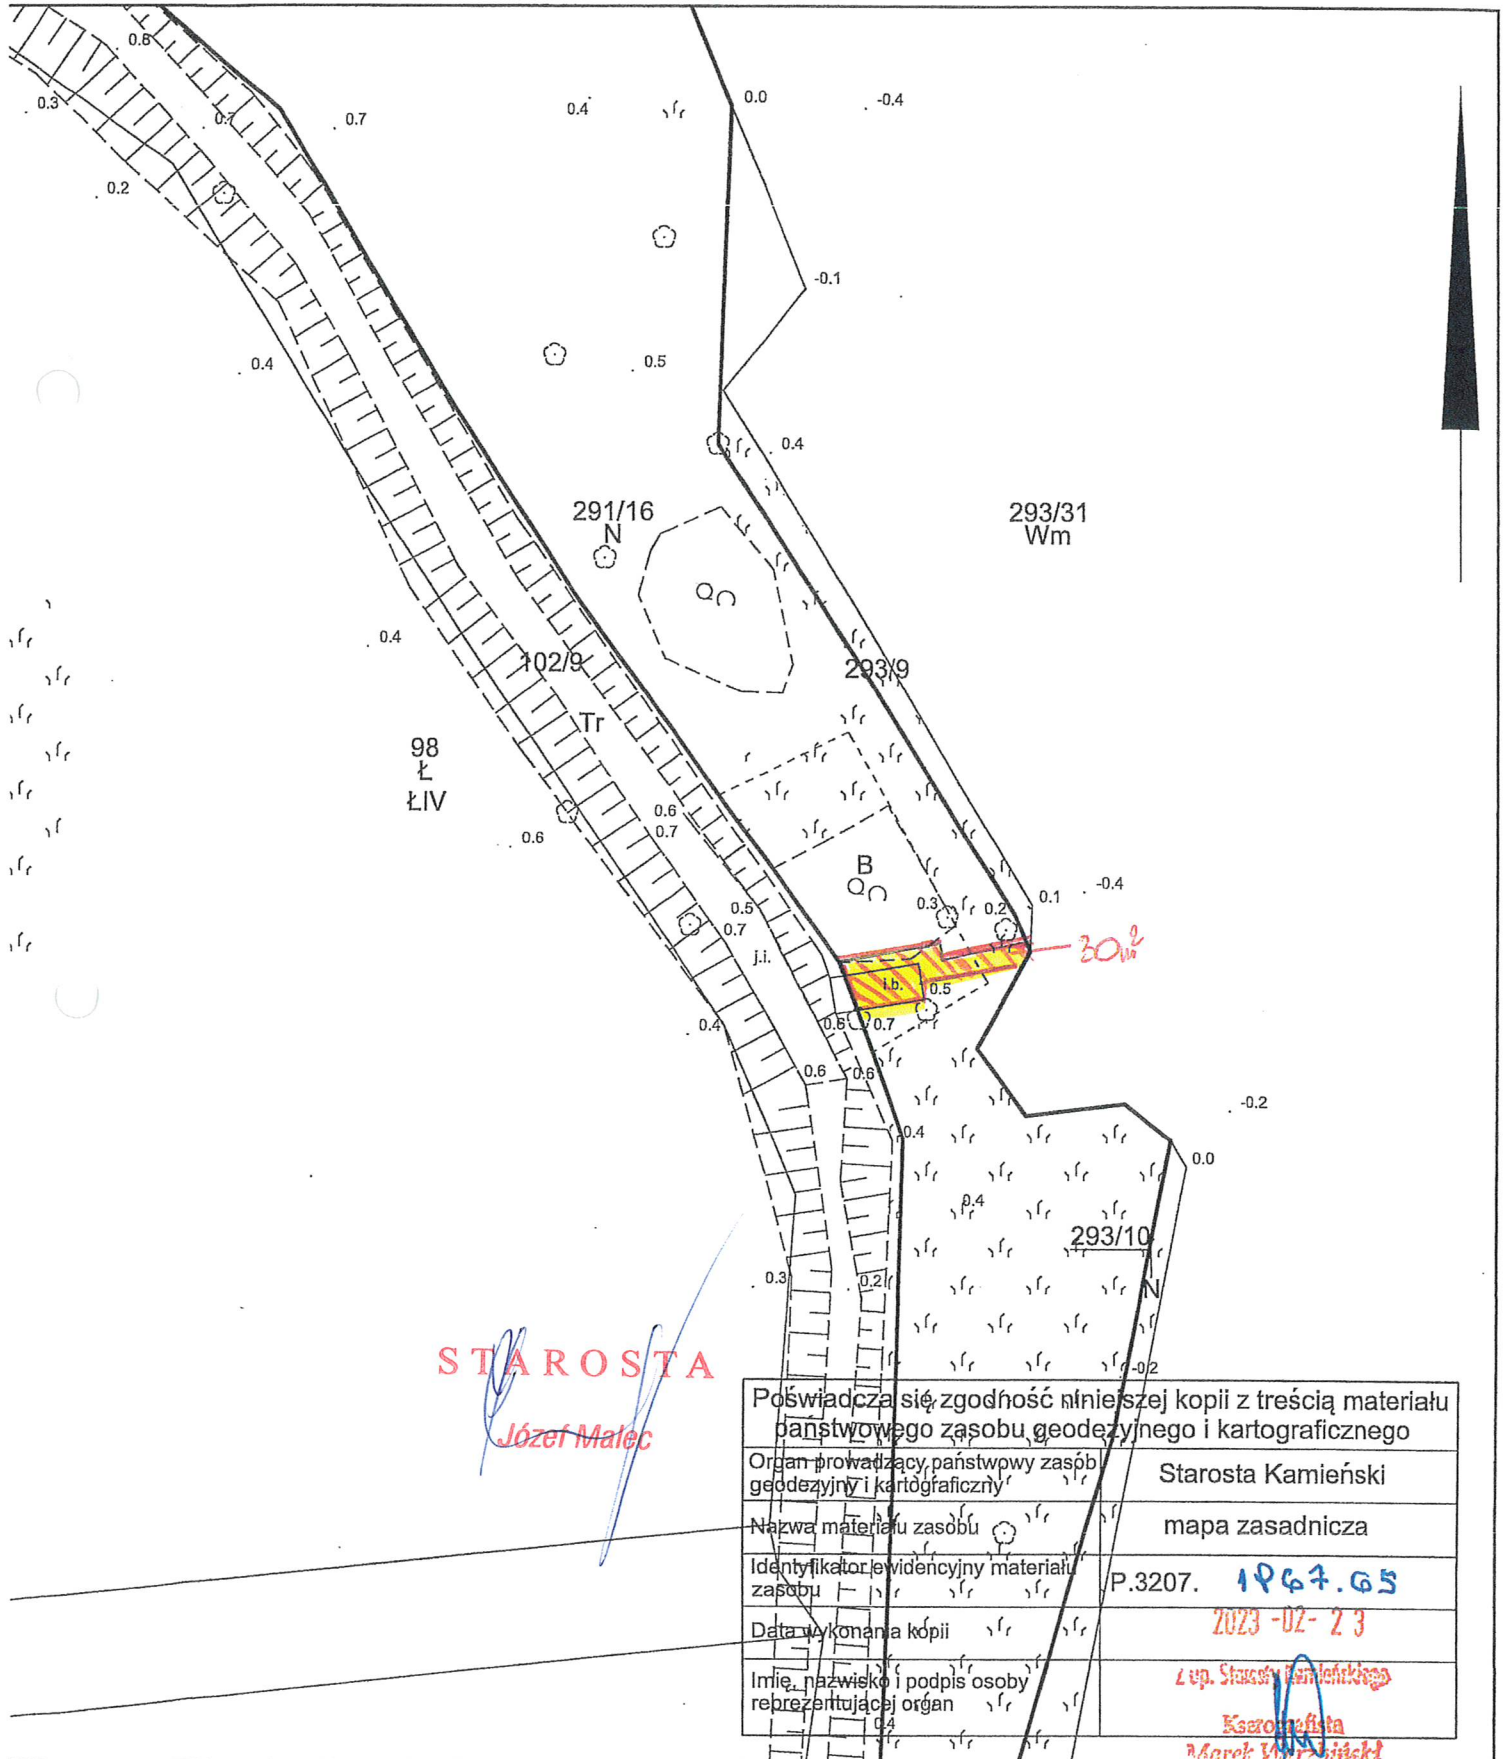 0.8
0.3
0.7
0.7
0.4
0.0
-0.4
0.2
-0.1
0.4
0.5
0.4
291/16
N
293/31
Wm
0.4
102/9
293/9
Tr
98
Ł
ŁIV
0.6
0.7
0.6
B
0.3
0.2
0.1
-0.4
0.5
0.7
j.i.
30m²
i.b.
0.5
0.4
0.6
0.7
0.6
0.6
-0.2
0.4
0.0
0.4
293/10
N
0.3
0.2
STAROSTA
Józef Malec
-0.2
Poświadcza się zgodność niniejszej kopii z treścią materiału
państwowego zasobu geodezyjnego i kartograficznego
Organ prowadzący państwowy zasób
geodezyjny i kartograficzny
Starosta Kamieński
Nazwa materiału zasobu
mapa zasadnicza
Identyfikator ewidencyjny materiału
zasobu
P.3207. 1967.65
Data wykonania kopii
2023 -02- 23
Imię, nazwisko i podpis osoby
reprezentującej organ
Z up. Starosty Kamieńskiego
0.4
Kserografista
Marek